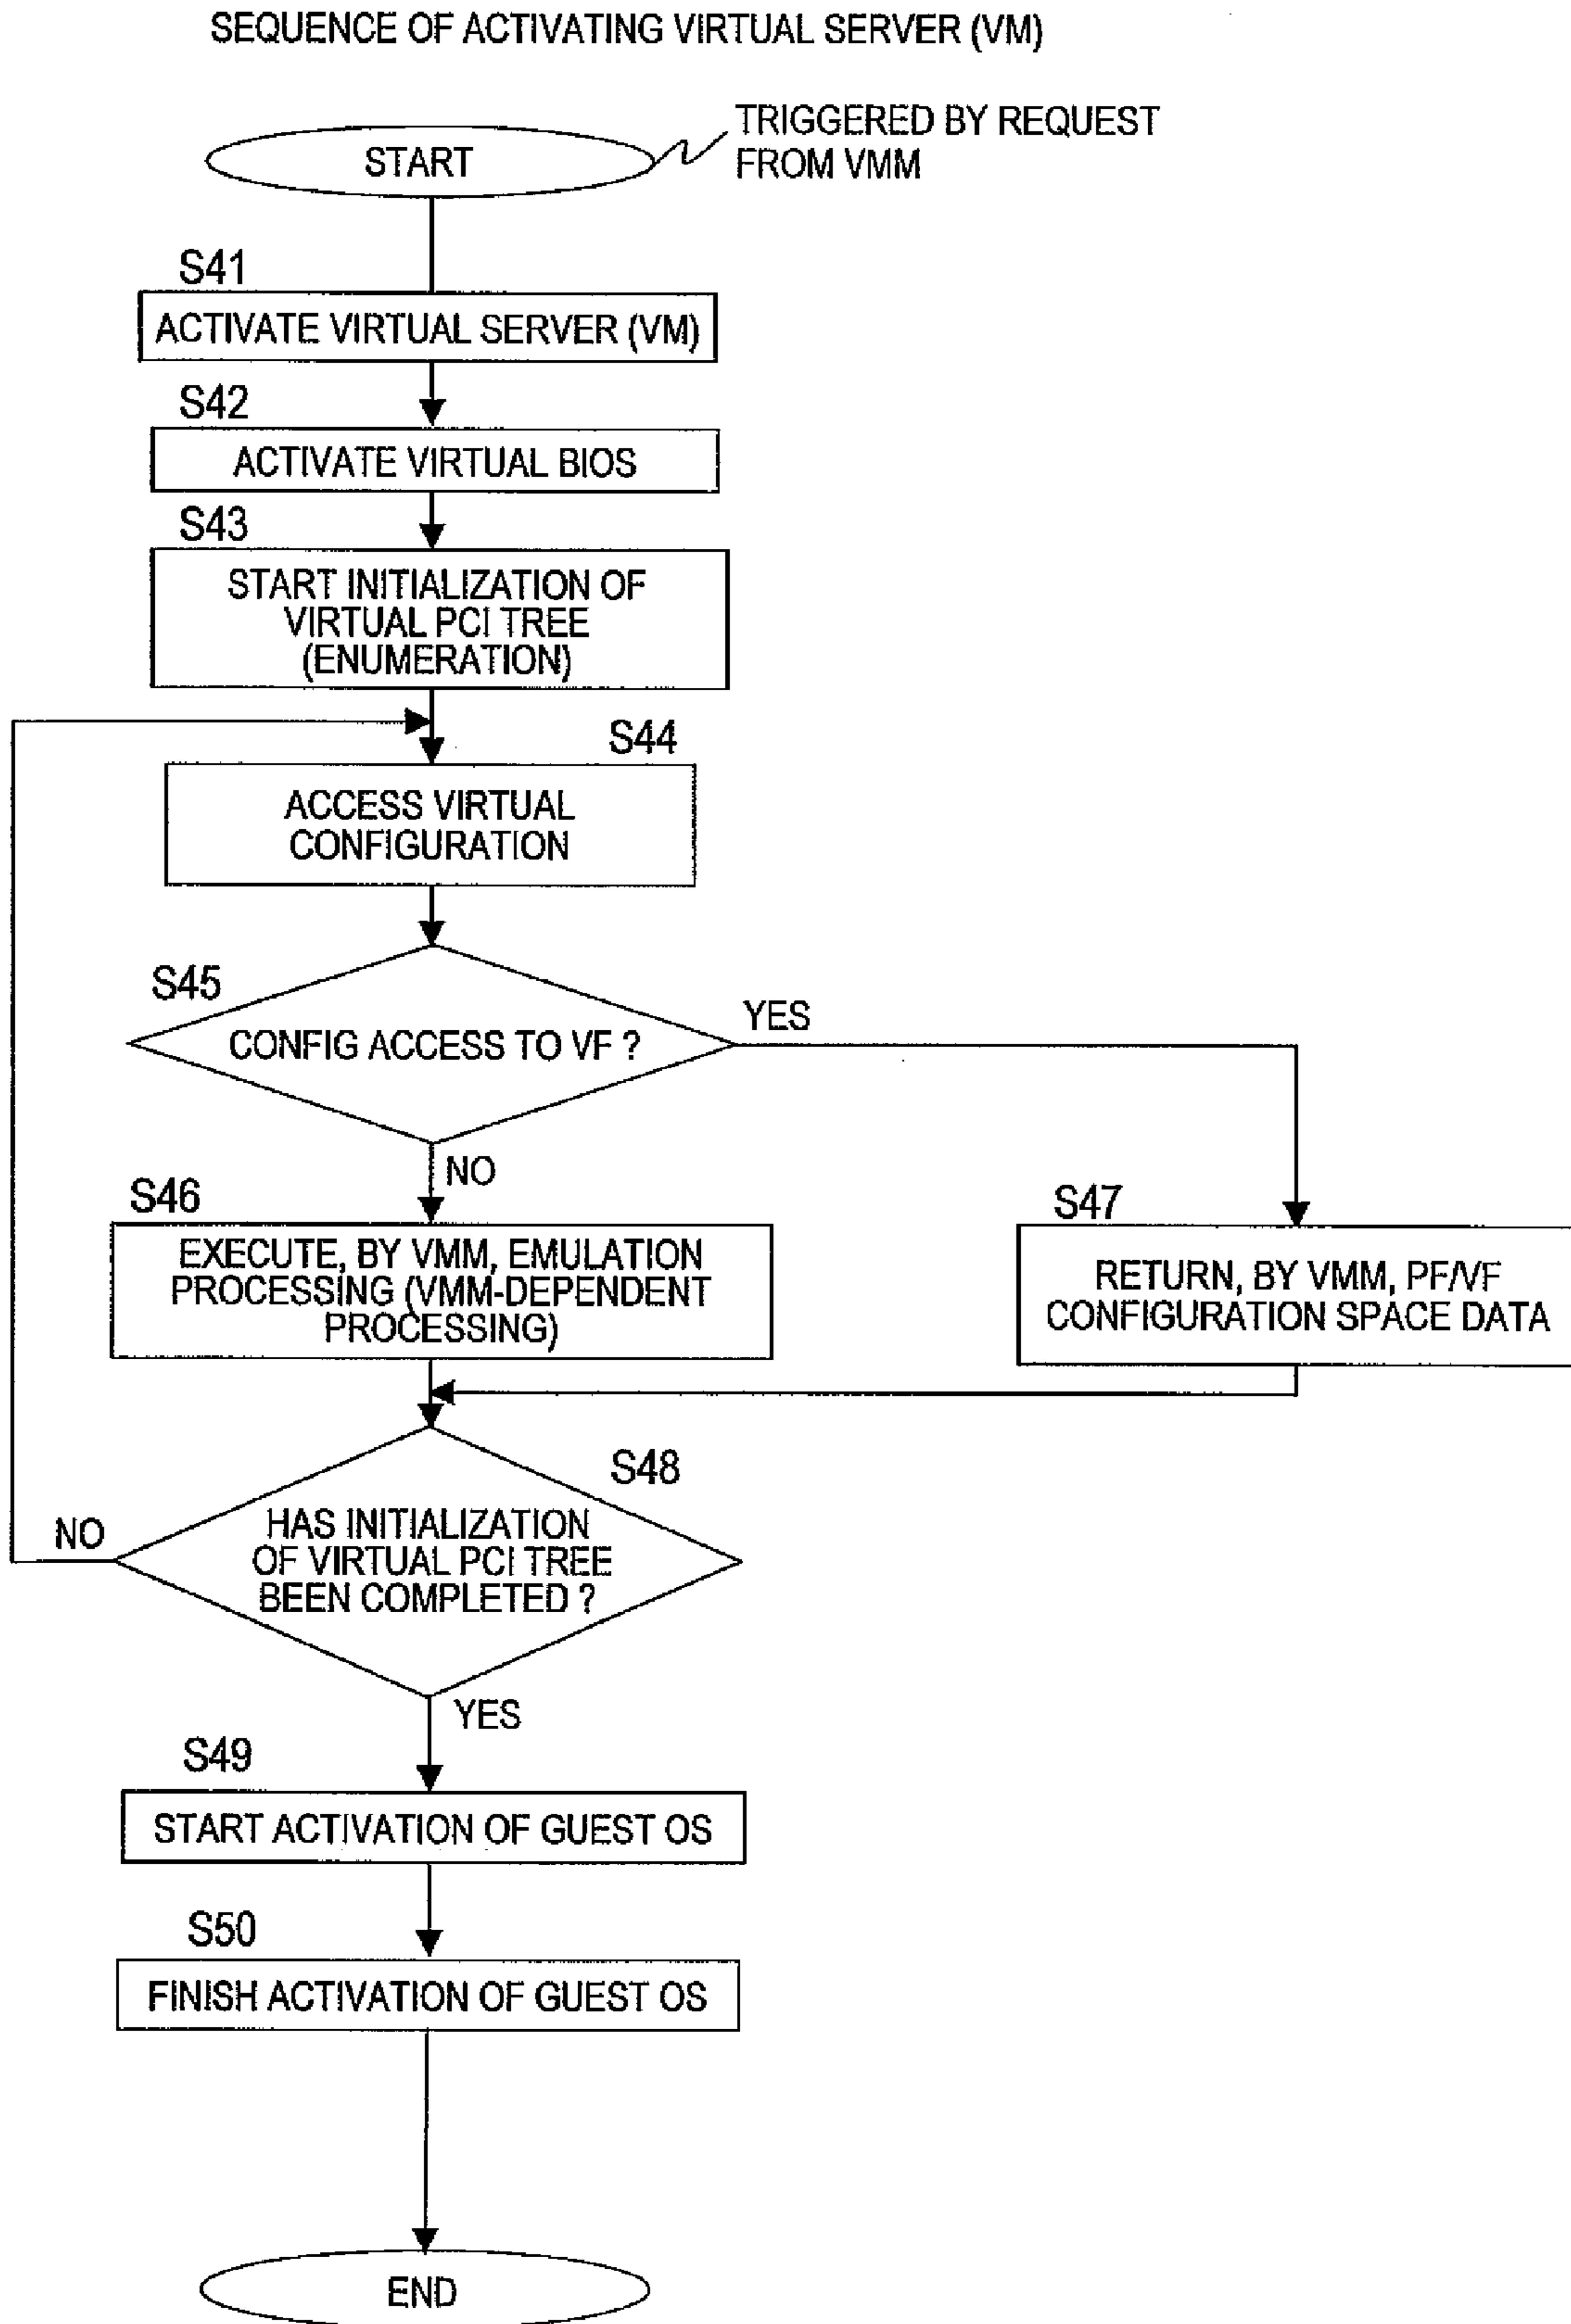 SEQUENCE OF ACTIVATING VIRTUAL SERVER (VM)
START
TRIGGERED BY REQUEST
FROM VMM
S41
ACTIVATE VIRTUAL SERVER (VM)
S42
ACTIVATE VIRTUAL BIOS
S43
START INITIALIZATION OF
VIRTUAL PCI TREE
(ENUMERATION)
S44
ACCESS VIRTUAL
CONFIGURATION
S45
CONFIG ACCESS TO VF ?
YES
NO
S46
EXECUTE, BY VMM, EMULATION
PROCESSING (VMM-DEPENDENT
PROCESSING)
S47
RETURN, BY VMM, PF/VF
CONFIGURATION SPACE DATA
S48
HAS INITIALIZATION
OF VIRTUAL PCI TREE
BEEN COMPLETED ?
NO
YES
S49
START ACTIVATION OF GUEST OS
S50
FINISH ACTIVATION OF GUEST OS
END